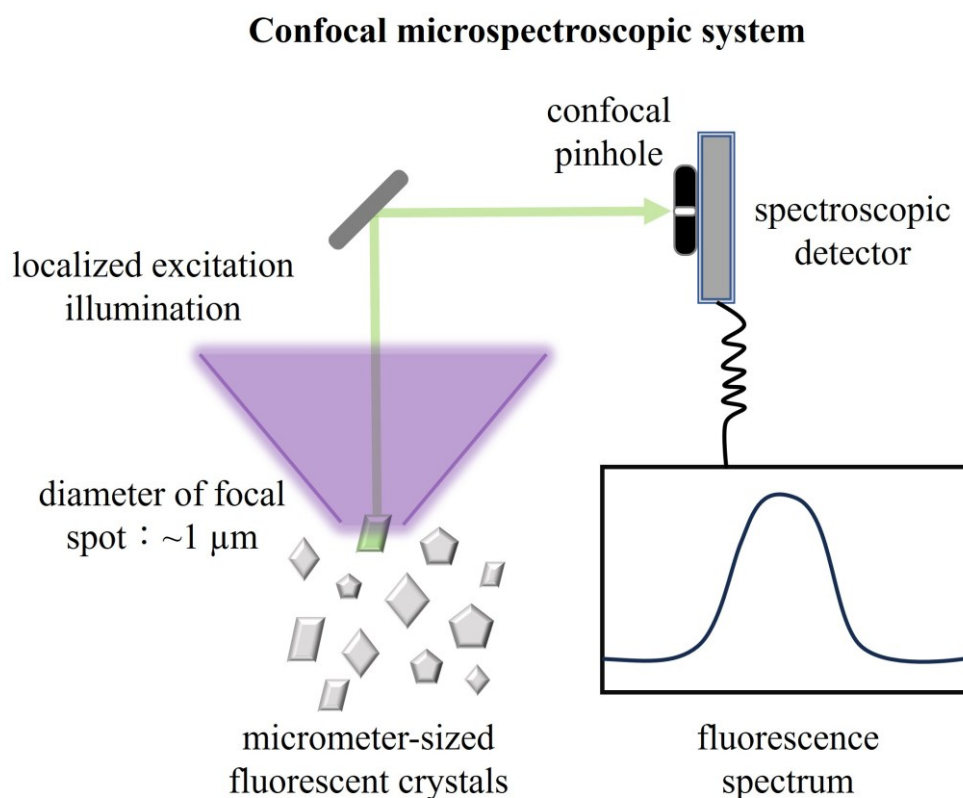 Confocal microspectroscopic system
confocal
pinhole
spectroscopic
detector
localized excitation
illumination
diameter of focal
spot：~1 µm
micrometer-sized
fluorescent crystals
fluorescence
spectrum